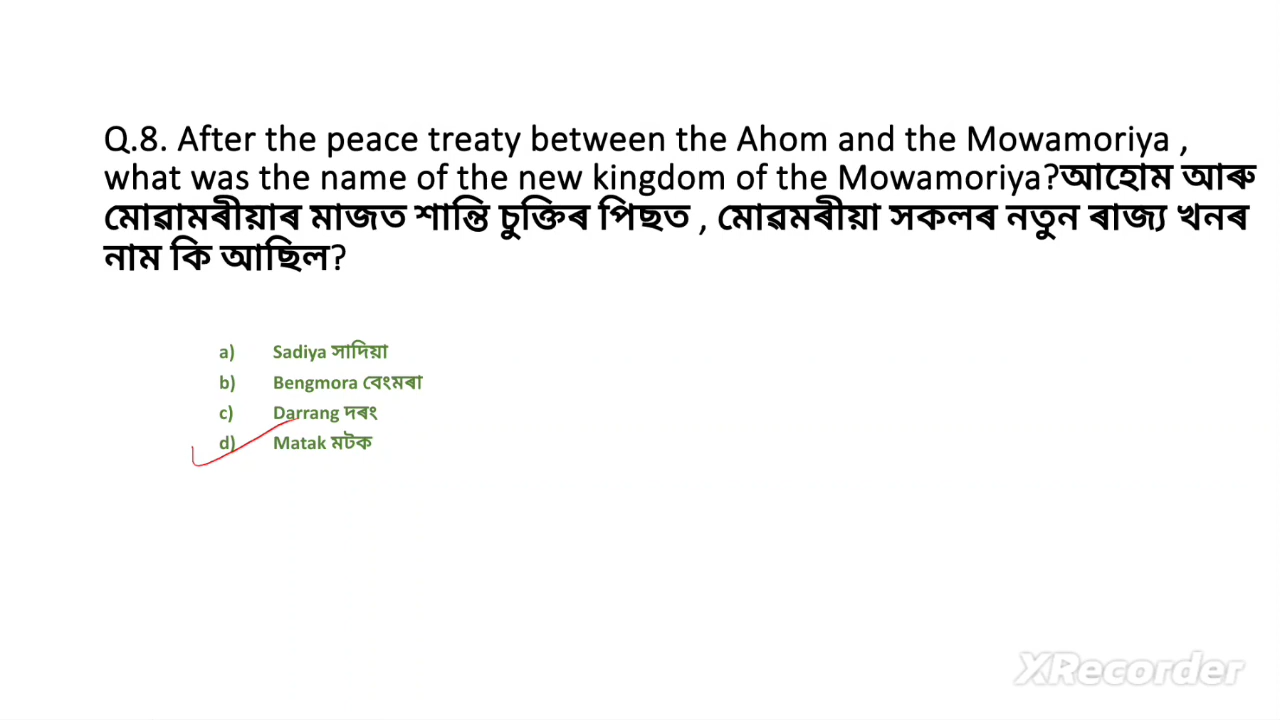 Q.8. After the peace treaty between the Ahom and the Mowamoriya ,
what was the name of the new kingdom of the Mowamoriya?আহোম আৰু
মোৱামৰীয়াৰ মাজত শান্তি চুক্তিৰ পিছত , মোৱমৰীয়া সকলৰ নতুন ৰাজ্য খনৰ
নাম কি আছিল?
a) Sadiya সাদিয়া
b) Bengmora বেংমৰা
c) Darrang দৰং
d) Matak মটক
XRecorder